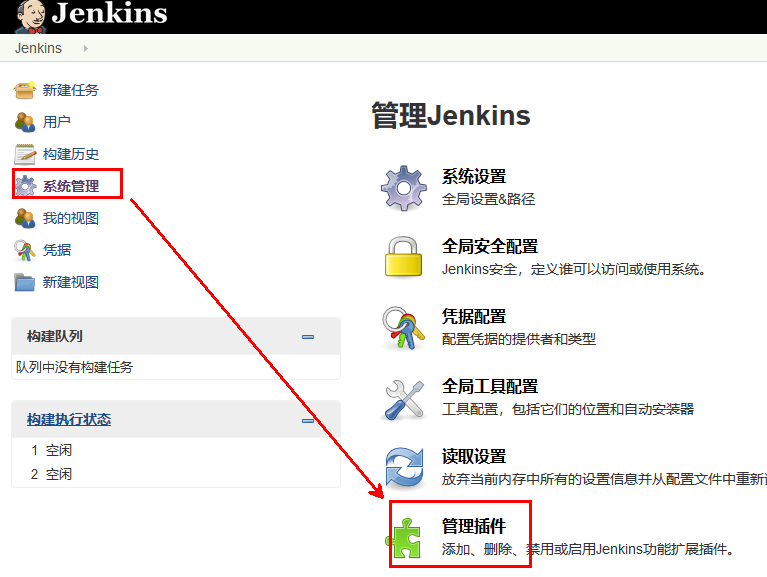 Jenkins
Jenkins
新建任务
用户
构建历史
系统管理
我的视图
凭据
新建视图
构建队列
队列中没有构建任务
构建执行状态
1 空闲
2 空闲
管理Jenkins
系统设置
全局设置&路径
全局安全配置
Jenkins安全，定义谁可以访问或使用系统。
凭据配置
配置凭据的提供者和类型
全局工具配置
工具配置，包括它们的位置和自动安装器
读取设置
放弃当前内存中所有的设置信息并从配置文件中重新
管理插件
添加、删除、禁用或启用Jenkins功能扩展插件。